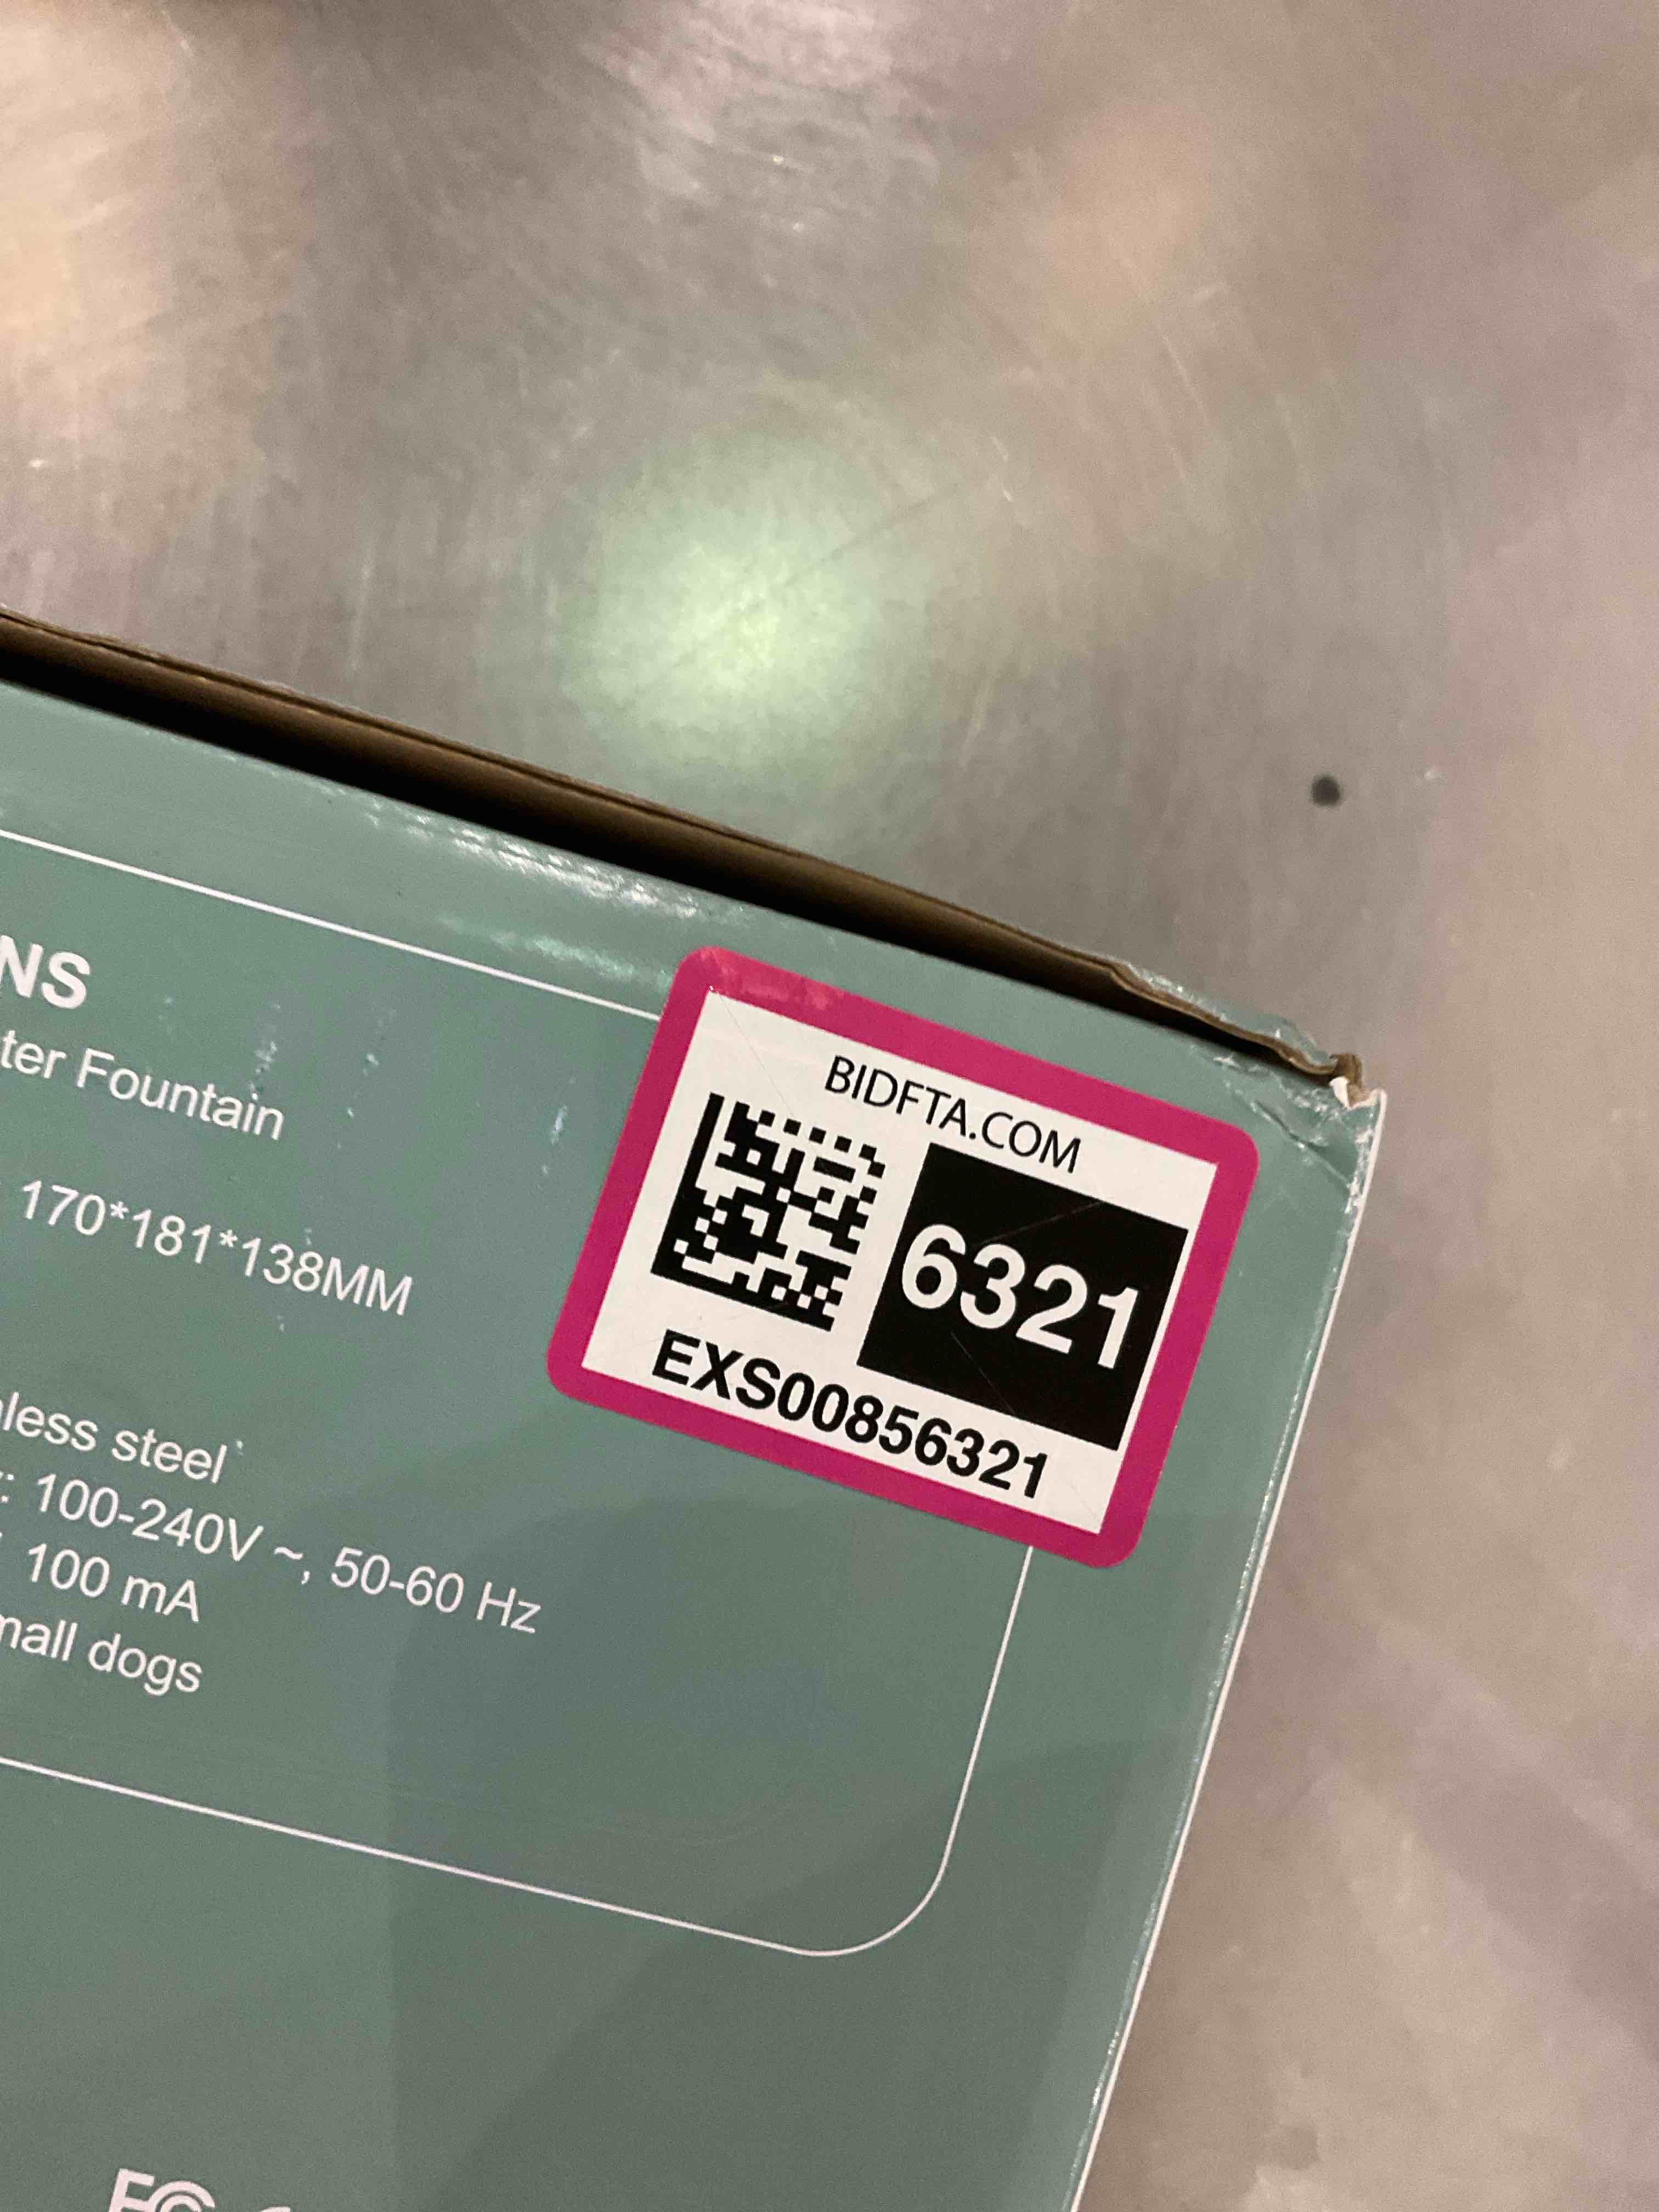 NS
ter Fountain
170*181*138MM
less steel
: 100-240V ~, 50-60 Hz
100 mA
mall dogs
FC
BIDFTA.COM
6321
EXS00856321